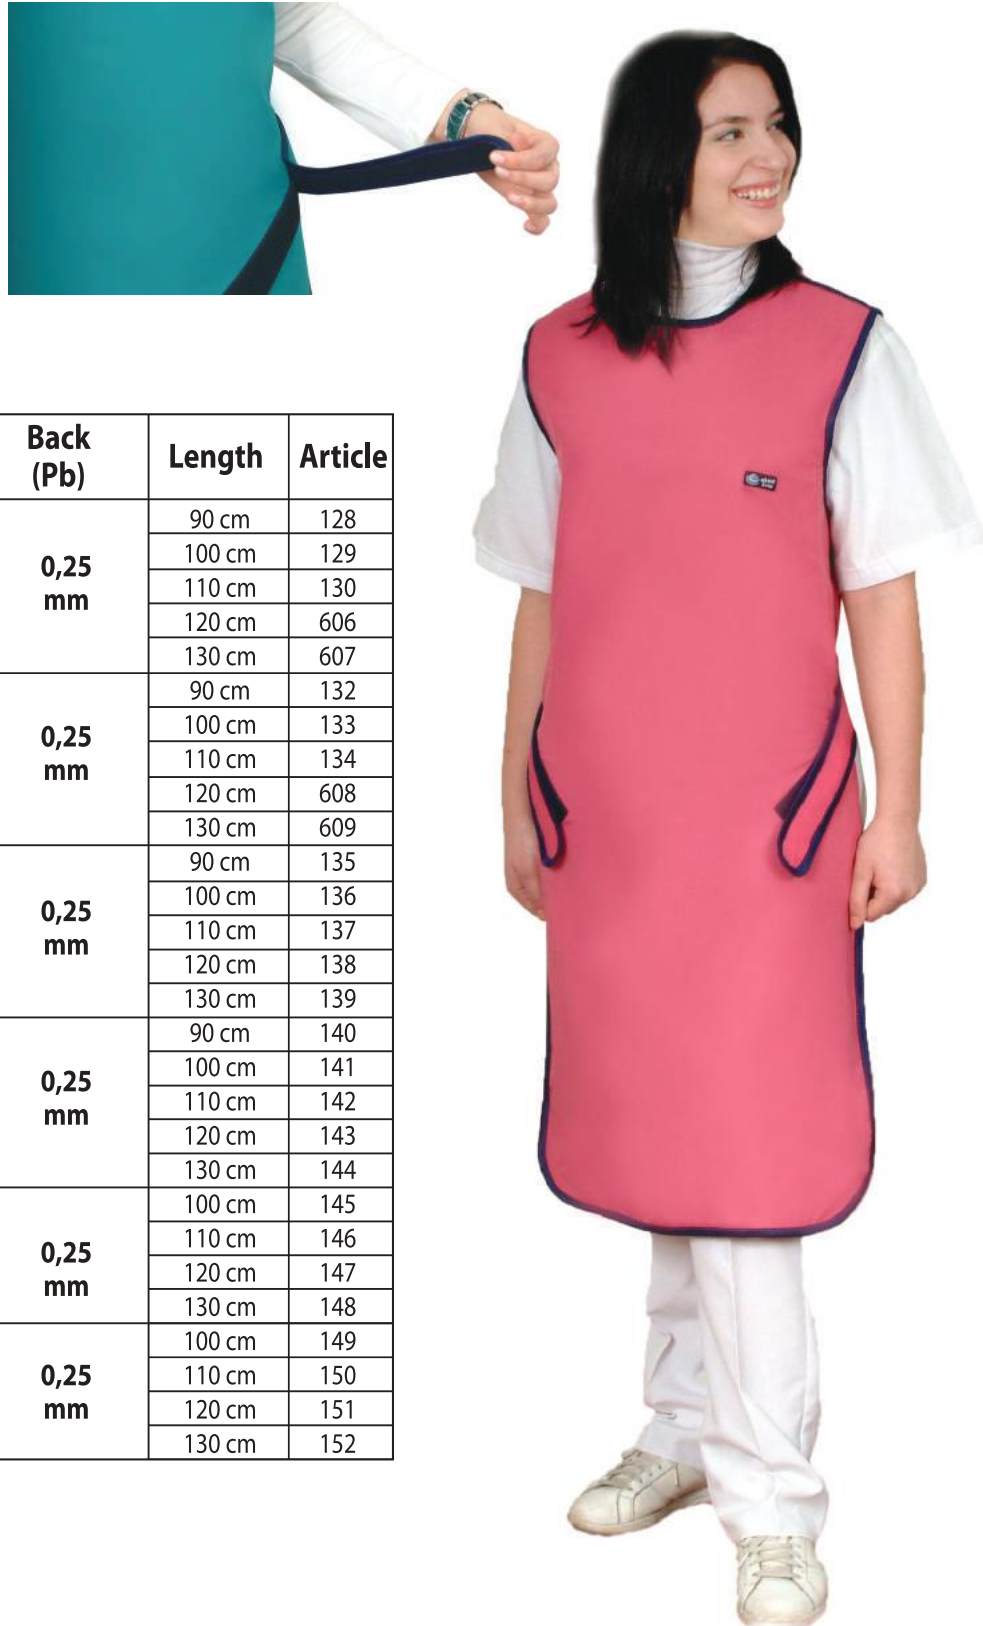 Back
(Pb)
Length
Article
0,25
mm
90 cm 128
100 cm 129
110 cm 130
120 cm 606
130 cm 607
0,25
mm
90 cm 132
100 cm 133
110 cm 134
120 cm 608
130 cm 609
0,25
mm
90 cm 135
100 cm 136
110 cm 137
120 cm 138
130 cm 139
0,25
mm
90 cm 140
100 cm 141
110 cm 142
120 cm 143
130 cm 144
0,25
mm
100 cm 145
110 cm 146
120 cm 147
130 cm 148
0,25
mm
100 cm 149
110 cm 150
120 cm 151
130 cm 152